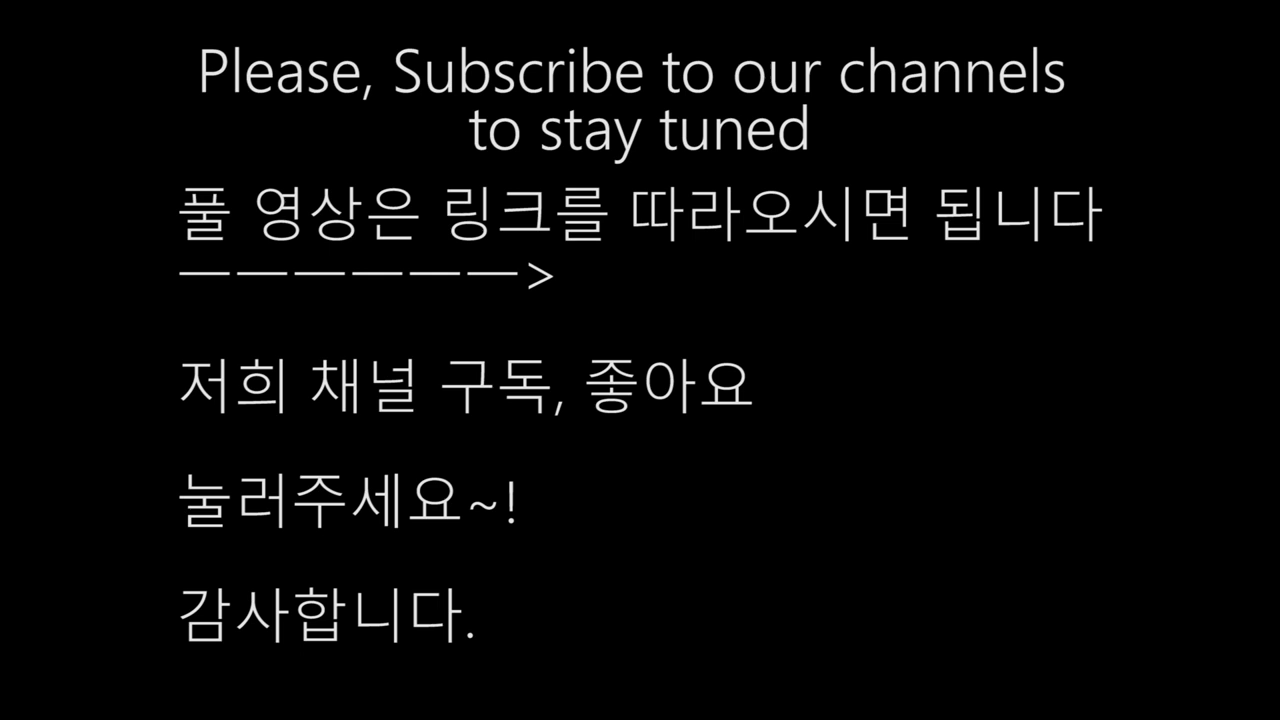 Please, Subscribe to our channels
to stay tuned
풀 영상은 링크를 따라오시면 됩니다
ㅡㅡㅡㅡㅡㅡ>
저희 채널 구독, 좋아요
눌러주세요~!
감사합니다.